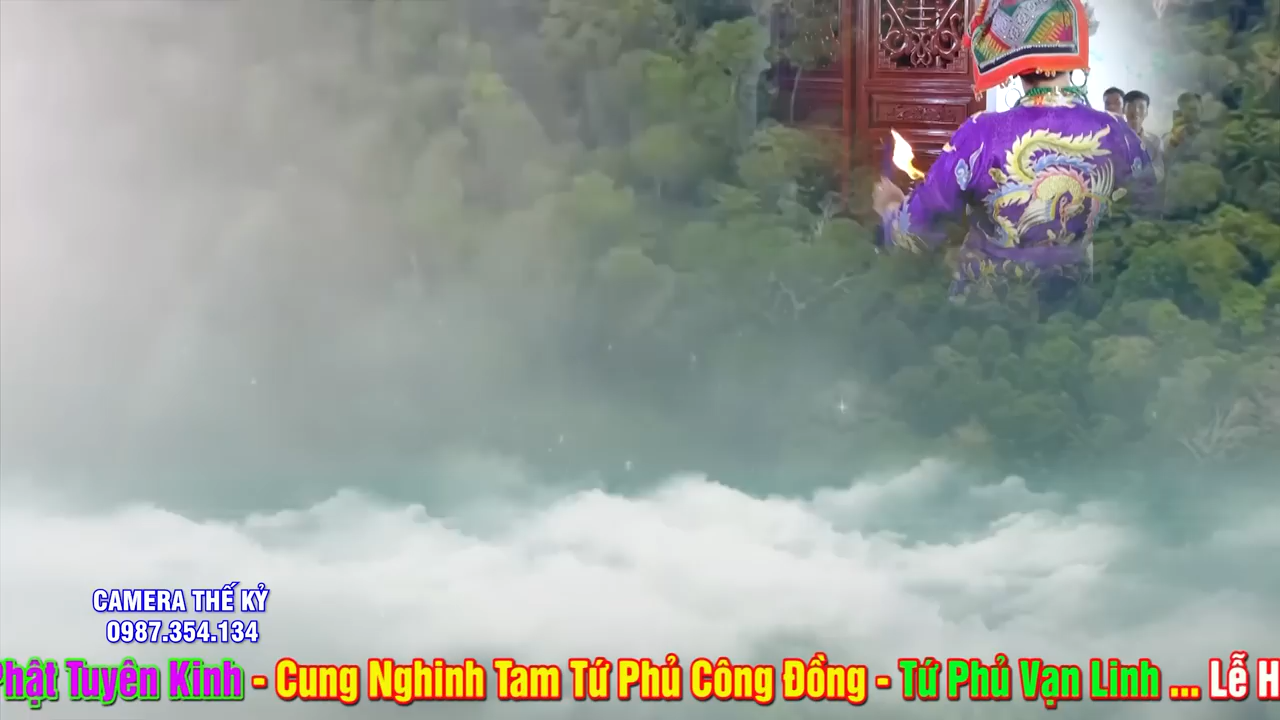 CAMERA THẾ KỶ
0987.354.134
Phật Tuyên Kinh - Cung Nghinh Tam Tứ Phủ Công Đồng - Tứ Phủ Vạn Linh ... Lễ H